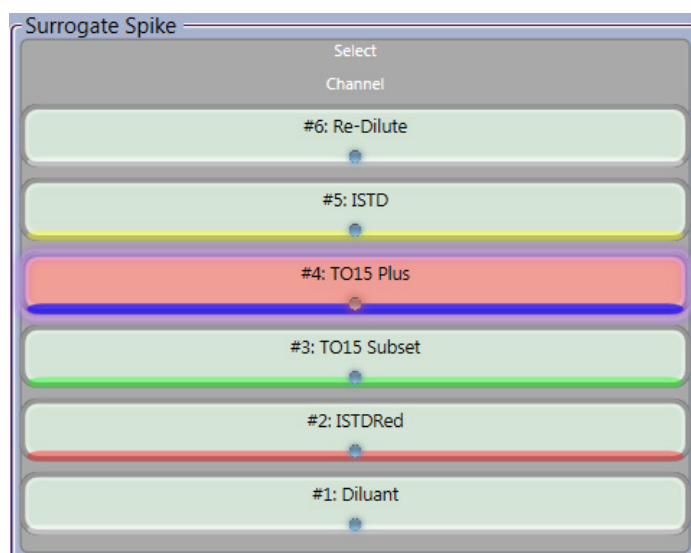 Surrogate Spike
Select
Channel
#6: Re-Dilute
#5: ISTD
#4: TO15 Plus
#3: TO15 Subset
#2: ISTDRed
#1: Diluant